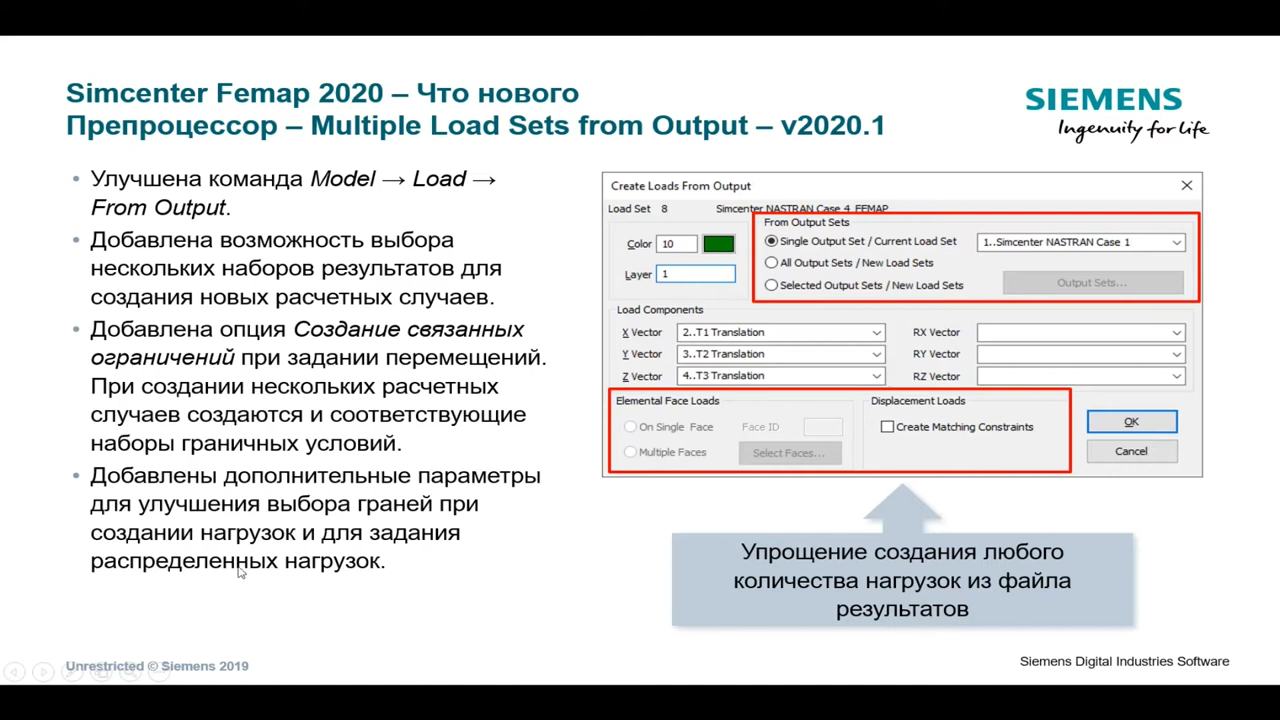 Simcenter Femap 2020 – Что нового
Препроцессор – Multiple Load Sets from Output – v2020.1
SIEMENS
Ingenuity for life
• Улучшена команда Model → Load →
From Output.
• Добавлена возможность выбора
нескольких наборов результатов для
создания новых расчетных случаев.
• Добавлена опция Создание связанных
ограничений при задании перемещений.
При создании нескольких расчетных
случаев создаются и соответствующие
наборы граничных условий.
• Добавлены дополнительные параметры
для улучшения выбора граней при
создании нагрузок и для задания
распределенных нагрузок.
Create Loads From Output
Load Set 8 Simcenter NASTRAN Case 4_FEMAP
Color 10
Layer 1
From Output Sets
Single Output Set / Current Load Set 1..Simcenter NASTRAN Case 1
All Output Sets / New Load Sets
Selected Output Sets / New Load Sets Output Sets...
Load Components
X Vector 2..T1 Translation RX Vector
Y Vector 3..T2 Translation RY Vector
Z Vector 4..T3 Translation RZ Vector
Elemental Face Loads
On Single Face Face ID
Multiple Faces Select Faces...
Displacement Loads
Create Matching Constraints
OK
Cancel
Упрощение создания любого
количества нагрузок из файла
результатов
Unrestricted © Siemens 2019
Siemens Digital Industries Software